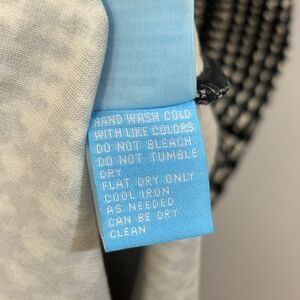 HAND WASH COLD
WITH LIKE COLORS
DO NOT BLEACH
DO NOT TUMBLE
DRY
FLAT DRY ONLY
COOL IRON
AS NEEDED
CAN BE DRY
CLEAN